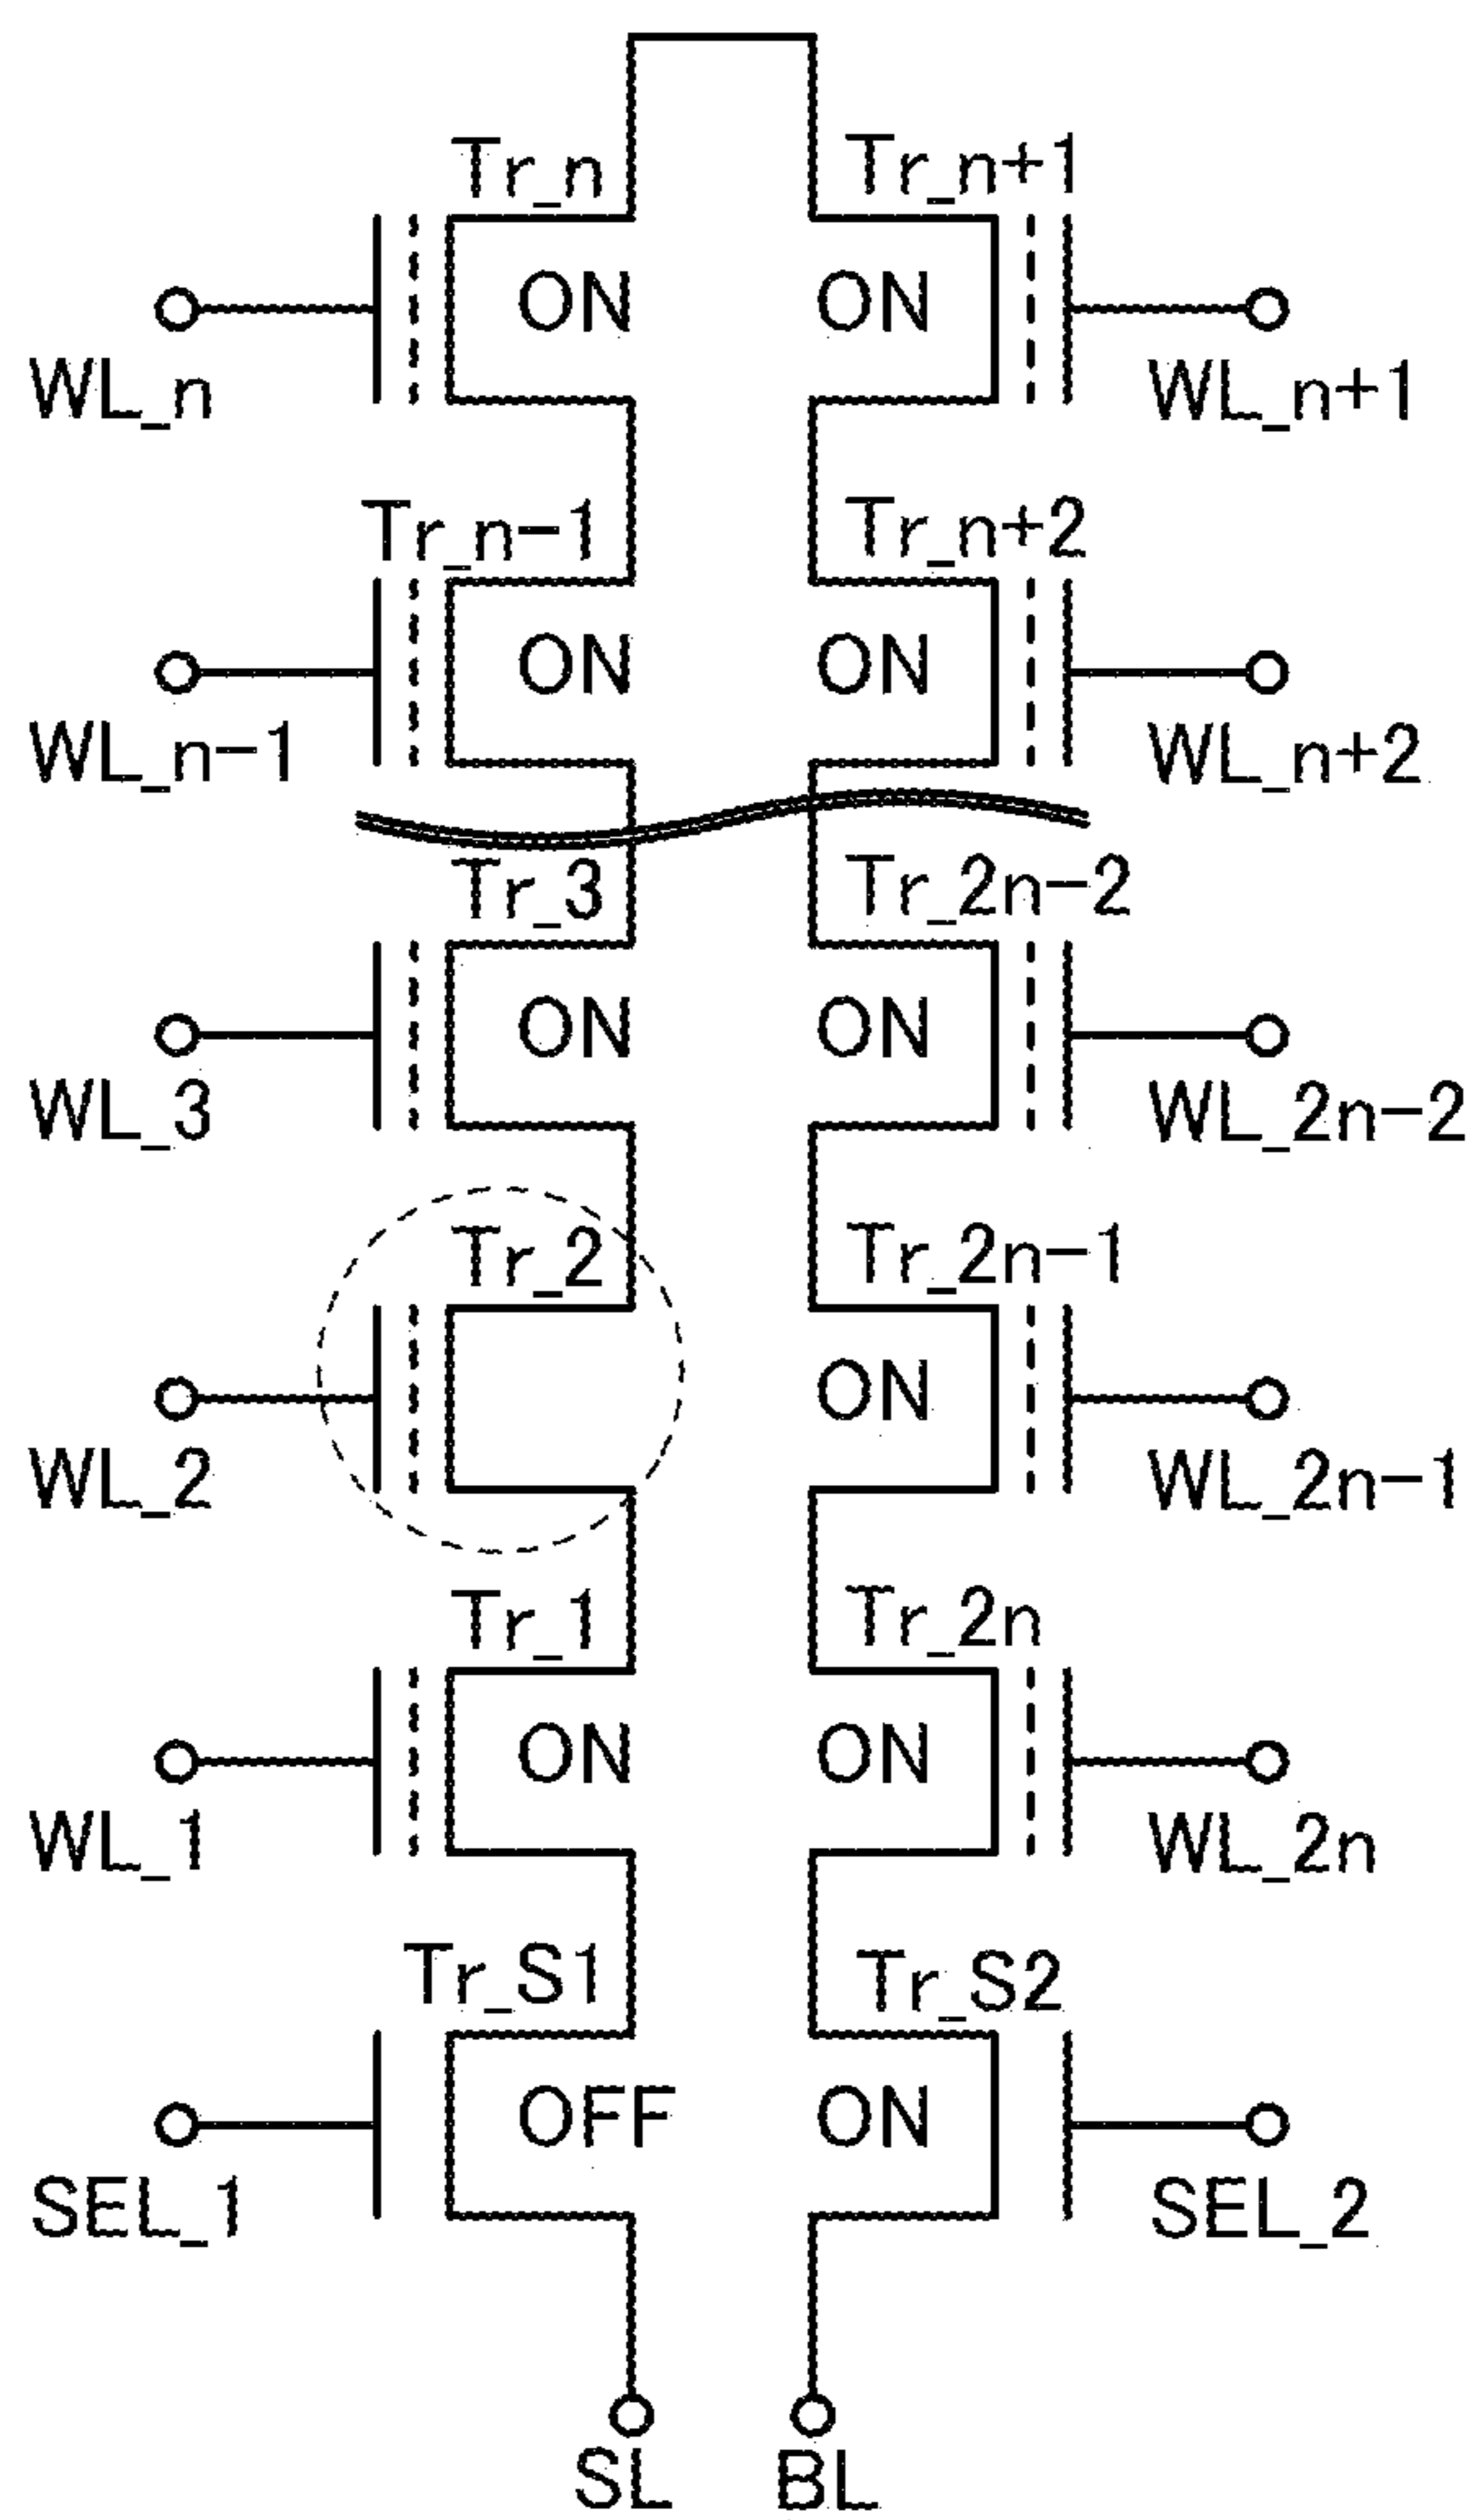 Tr_n Tr_n+1
ON ON
WL_n WL_n+1
Tr_n-1 Tr_n+2
ON ON
WL_n-1 WL_n+2
Tr_3 Tr_2n-2
ON ON
WL_3 WL_2n-2
Tr_2 Tr_2n-1
ON
WL_2 WL_2n-1
Tr_1 Tr_2n
ON ON
WL_1 WL_2n
Tr_S1 Tr_S2
OFF ON
SEL_1 SEL_2
SL BL